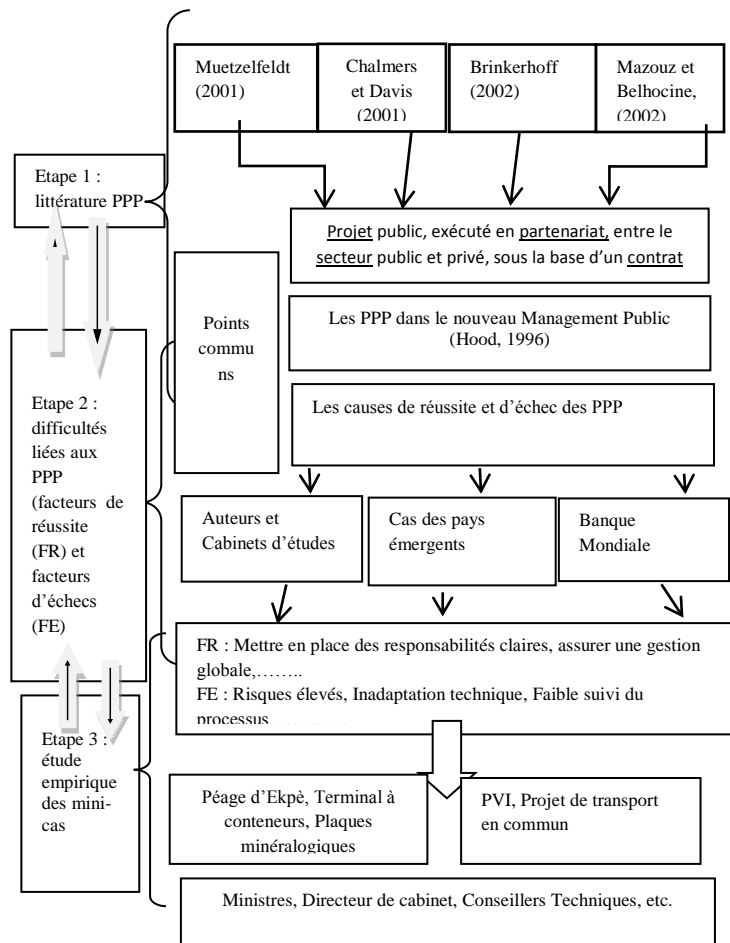 Muetzelfeldt
(2001)
Chalmers
et Davis
(2001)
Brinkerhoff
(2002)
Mazouz et
Belhocine,
(2002)
Etape 1 :
littérature PPP
Projet public, exécuté en partenariat, entre le
secteur public et privé, sous la base d'un contrat
Points
commu
ns
Les PPP dans le nouveau Management Public
(Hood, 1996)
Etape 2 :
difficultés
liées aux
PPP
(facteurs de
réussite
(FR) et
facteurs
d'échecs
(FE)
Les causes de réussite et d'échec des PPP
Auteurs et
Cabinets d'études
Cas des pays
émergents
Banque
Mondiale
FR : Mettre en place des responsabilités claires, assurer une gestion
globale,……..
FE : Risques élevés, Inadaptation technique, Faible suivi du
processus…………
Etape 3 :
étude
empirique
des mini-
cas
Péage d'Ekpè, Terminal à
conteneurs, Plaques
minéralogiques
PVI, Projet de transport
en commun
Ministres, Directeur de cabinet, Conseillers Techniques, etc.